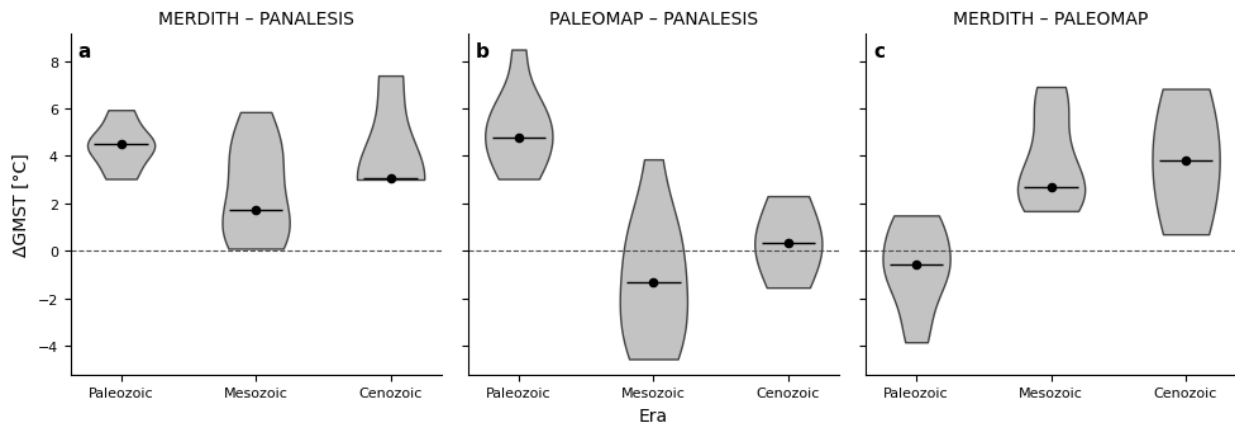 MERDITH – PANALESIS
PALEOMAP – PANALESIS
MERDITH – PALEOMAP
a
b
c
ΔGMST [°C]
8
6
4
2
0
−2
−4
Paleozoic
Mesozoic
Cenozoic
Paleozoic
Mesozoic
Cenozoic
Paleozoic
Mesozoic
Cenozoic
Era